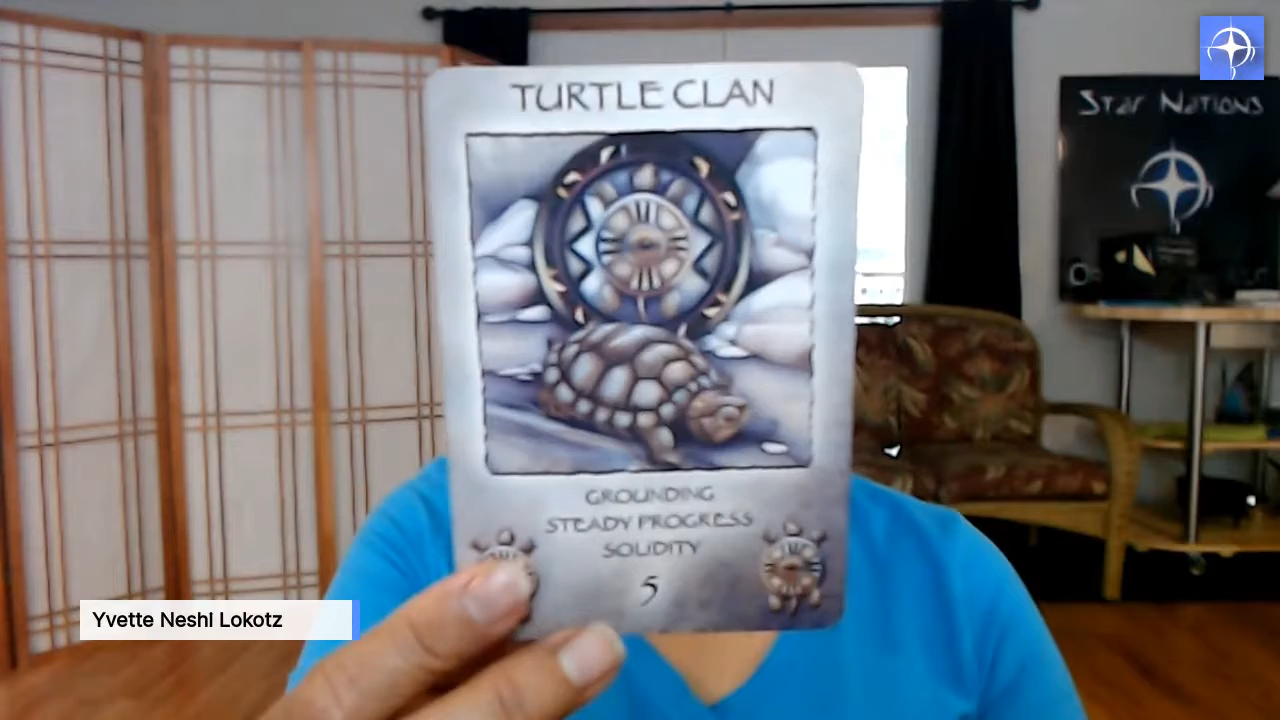 TURTLE CLAN
GROUNDING
STEADY PROGRESS
SOLIDITY
5
Star Nations
Yvette Neshi Lokotz